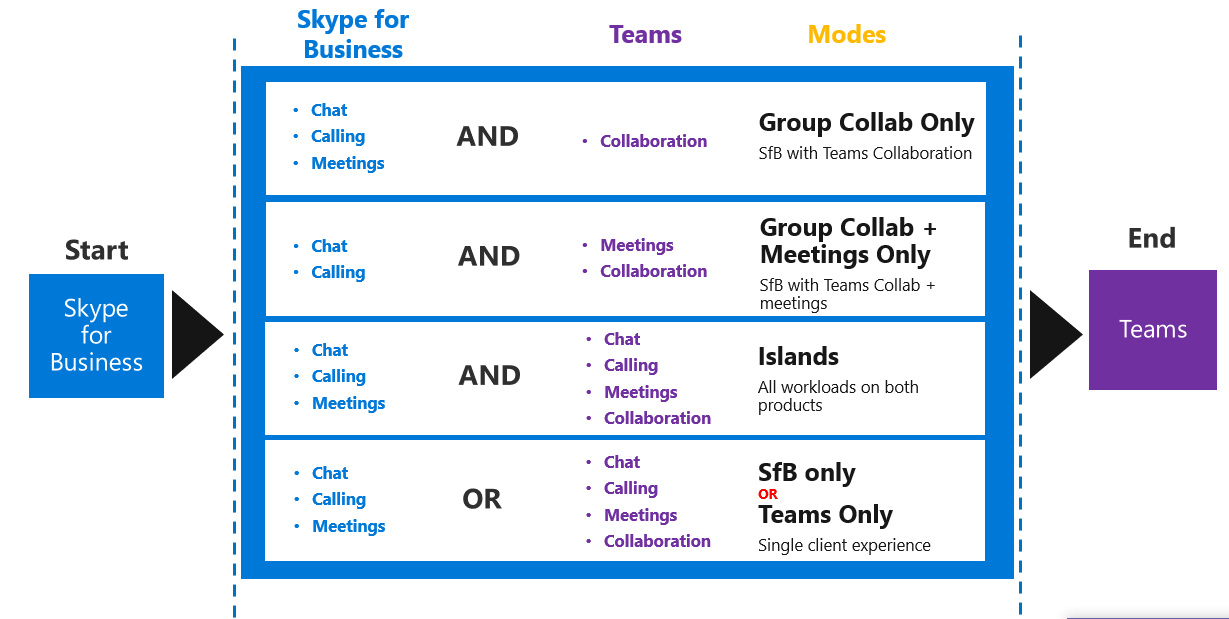 Skype for
Business
Teams
Modes
• Chat
• Calling
• Meetings
AND
• Collaboration
Group Collab Only
SfB with Teams Collaboration
• Chat
• Calling
AND
• Meetings
• Collaboration
Group Collab +
Meetings Only
SfB with Teams Collab +
meetings
Start
Skype
for
Business
• Chat
• Calling
• Meetings
AND
• Chat
• Calling
• Meetings
• Collaboration
Islands
All workloads on both
products
• Chat
• Calling
• Meetings
OR
• Chat
• Calling
• Meetings
• Collaboration
SfB only
OR
Teams Only
Single client experience
End
Teams